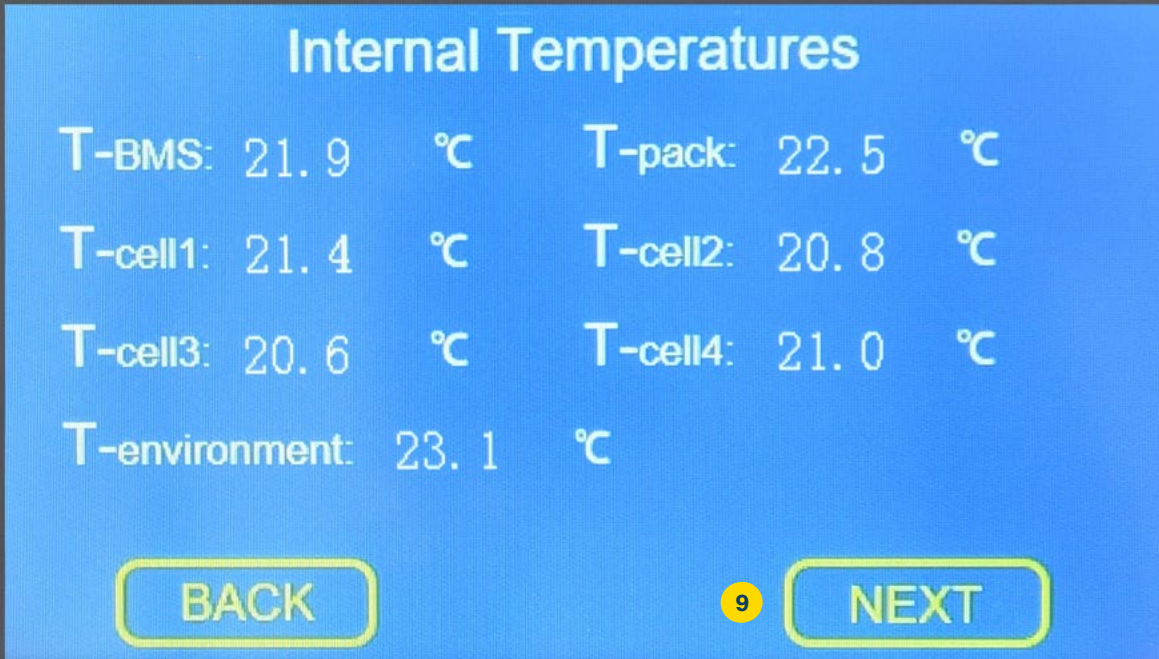 Internal Temperatures
T-BMS: 21.9 ℃ T-pack: 22.5 ℃
T-cell1: 21.4 ℃ T-cell2: 20.8 ℃
T-cell3: 20.6 ℃ T-cell4: 21.0 ℃
T-environment: 23.1 ℃
BACK 9 NEXT